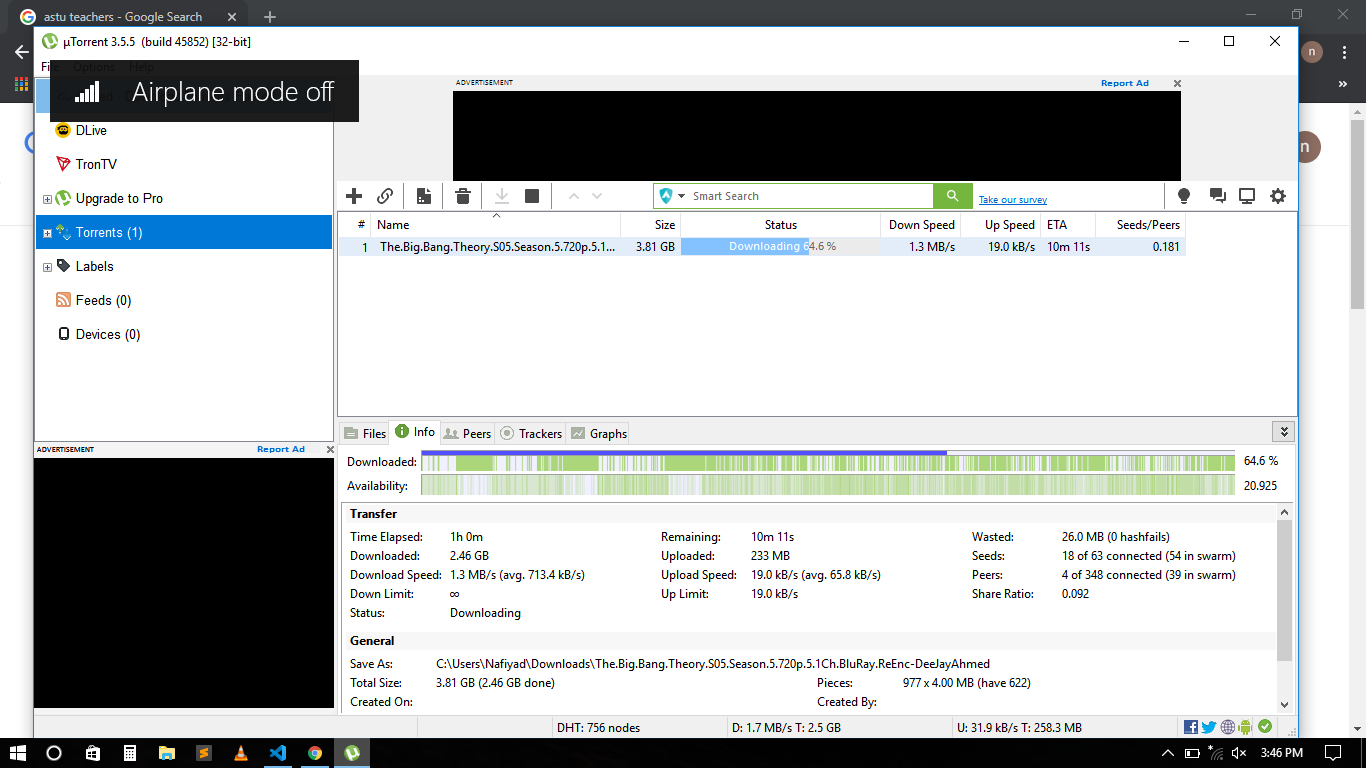 astu teachers - Google Search
µTorrent 3.5.5 (build 45852) [32-bit]
n
Airplane mode off
ADVERTISEMENT Report Ad
DLive
TronTV
Upgrade to Pro
Torrents (1)
Labels
Feeds (0)
Devices (0)
n
Smart Search
Take our survey
# Name Size Status Down Speed Up Speed ETA Seeds/Peers
1 The.Big.Bang.Theory.S05.Season.5.720p.5.1... 3.81 GB Downloading 64.6 % 1.3 MB/s 19.0 kB/s 10m 11s 0.181
ADVERTISEMENT Report Ad
Files Info Peers Trackers Graphs
Downloaded: 64.6 %
Availability: 20.925
Transfer
Time Elapsed: 1h 0m Remaining: 10m 11s Wasted: 26.0 MB (0 hashfails)
Downloaded: 2.46 GB Uploaded: 233 MB Seeds: 18 of 63 connected (54 in swarm)
Download Speed: 1.3 MB/s (avg. 713.4 kB/s) Upload Speed: 19.0 kB/s (avg. 65.8 kB/s) Peers: 4 of 348 connected (39 in swarm)
Down Limit: ∞ Up Limit: 19.0 kB/s Share Ratio: 0.092
Status: Downloading
General
Save As: C:\Users\Nafiyad\Downloads\The.Big.Bang.Theory.S05.Season.5.720p.5.1Ch.BluRay.ReEnc-DeeJayAhmed
Total Size: 3.81 GB (2.46 GB done) Pieces: 977 x 4.00 MB (have 622)
Created On: Created By:
DHT: 756 nodes D: 1.7 MB/s T: 2.5 GB U: 31.9 kB/s T: 258.3 MB
3:46 PM